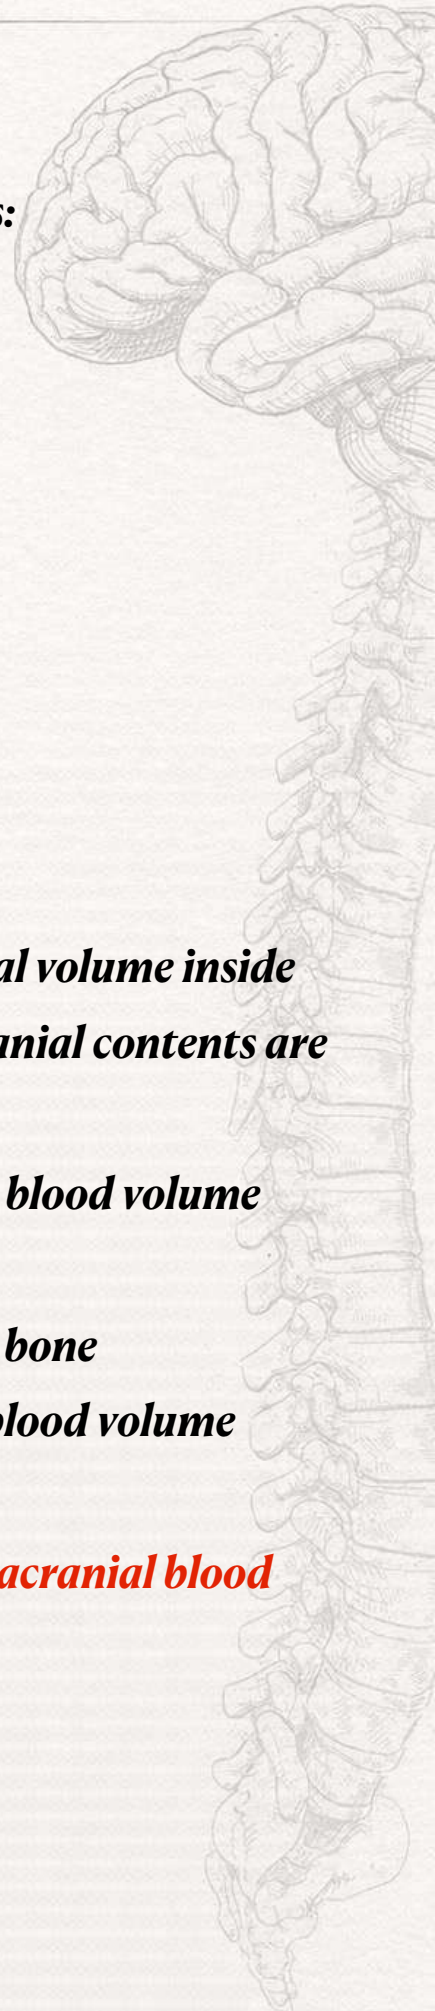 s:
al volume inside
anial contents are
blood volume
bone
blood volume
acranial blood